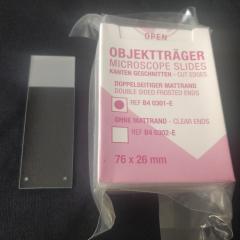 OPEN
OBJEKTTRÄGER
MICROSCOPE SLIDES
KANTEN GESCHNITTEN - CUT EDGES
DOPPELSEITIGER MATTRAND
DOUBLE SIDED FROSTED ENDS
REF B4 0301-E
OHNE MATTRAND - CLEAR ENDS
REF B4 0302-E
76 x 26 mm